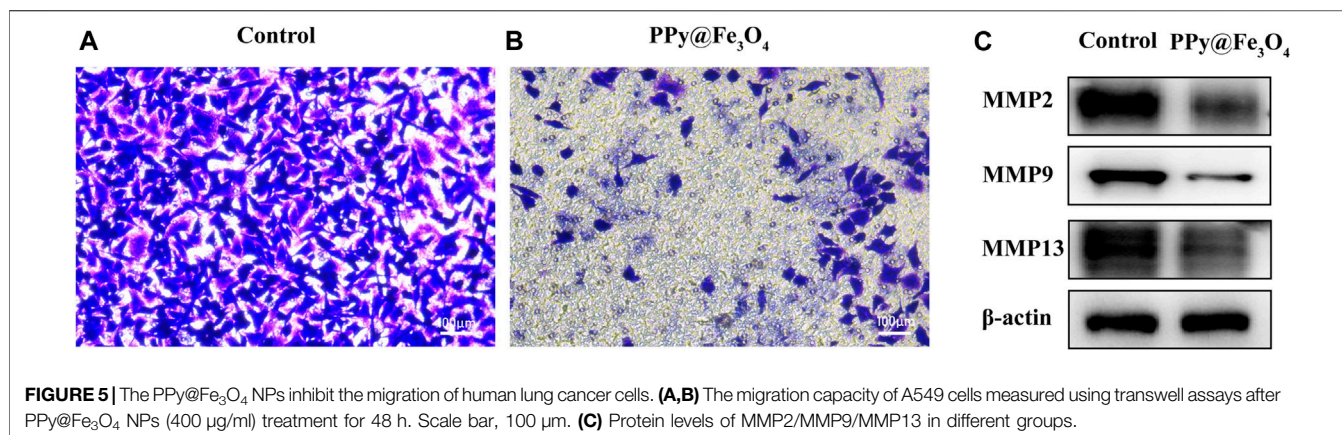 A Control B PPy@Fe₃O₄ C Control PPy@Fe₃O₄
MMP2
MMP9
MMP13
β-actin
100μm 100μm
FIGURE 5 | The PPy@Fe₃O₄ NPs inhibit the migration of human lung cancer cells. (A,B) The migration capacity of A549 cells measured using transwell assays after
PPy@Fe₃O₄ NPs (400 μg/ml) treatment for 48 h. Scale bar, 100 μm. (C) Protein levels of MMP2/MMP9/MMP13 in different groups.